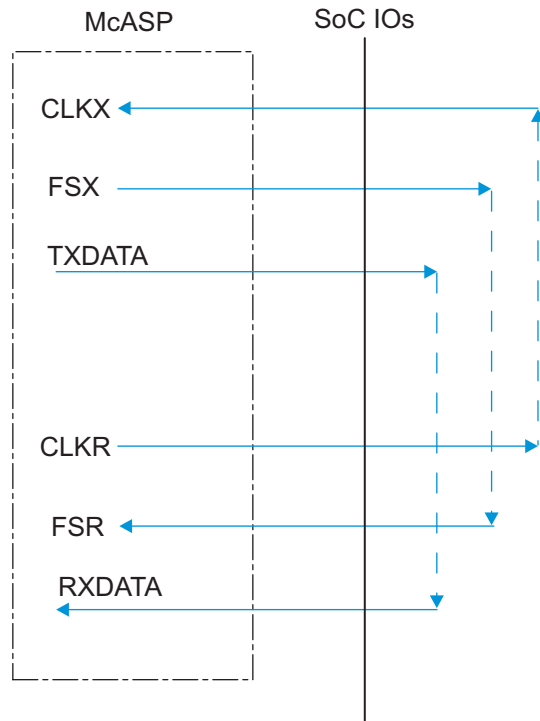 McASP
SoC IOs
CLKX
FSX
TXDATA
CLKR
FSR
RXDATA